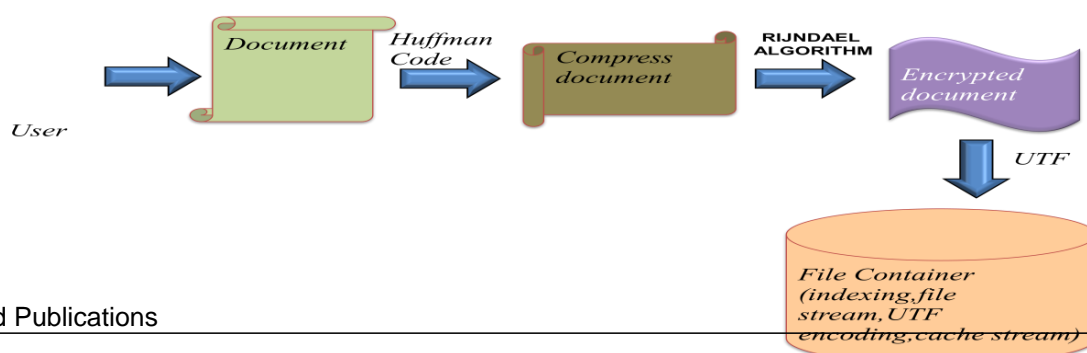 User
Document
Huffman
Code
Compress
document
RIJNDAEL
ALGORITHM
Encrypted
document
UTF
File Container
(indexing,file
stream,UTF
encoding,cache stream)
Publications